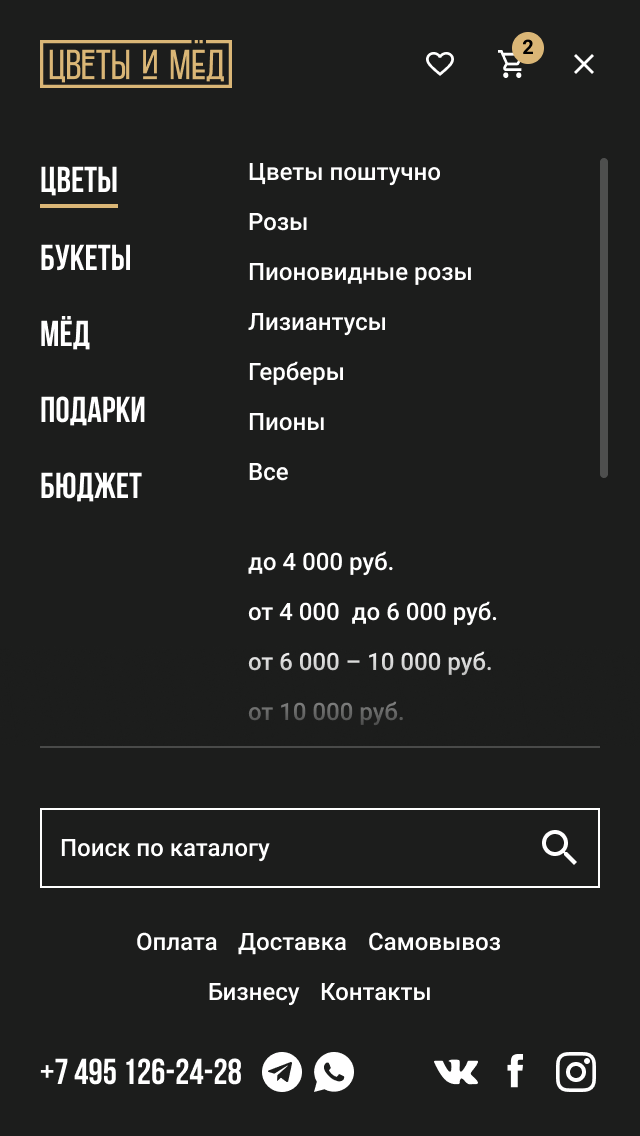 ЦВЕТЫ И МЁД
2
ЦВЕТЫ
БУКЕТЫ
МЁД
ПОДАРКИ
БЮДЖЕТ
Цветы поштучно
Розы
Пионовидные розы
Лизиантусы
Герберы
Пионы
Все
до 4 000 руб.
от 4 000  до 6 000 руб.
от 6 000 – 10 000 руб.
от 10 000 руб.
Поиск по каталогу
Оплата Доставка Самовывоз
Бизнесу Контакты
+7 495 126-24-28